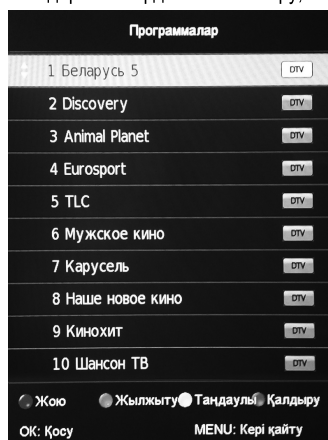 Программалар
1 Беларусь 5 DTV
2 Discovery DTV
3 Animal Planet DTV
4 Eurosport DTV
5 TLC DTV
6 Мужское кино DTV
7 Карусель DTV
8 Наше новое кино DTV
9 Кинохит DTV
10 Шансон ТВ DTV
Жою Жылжыту Таңдаулы Қалдыру
OK: Қосу MENU: Кері қайту